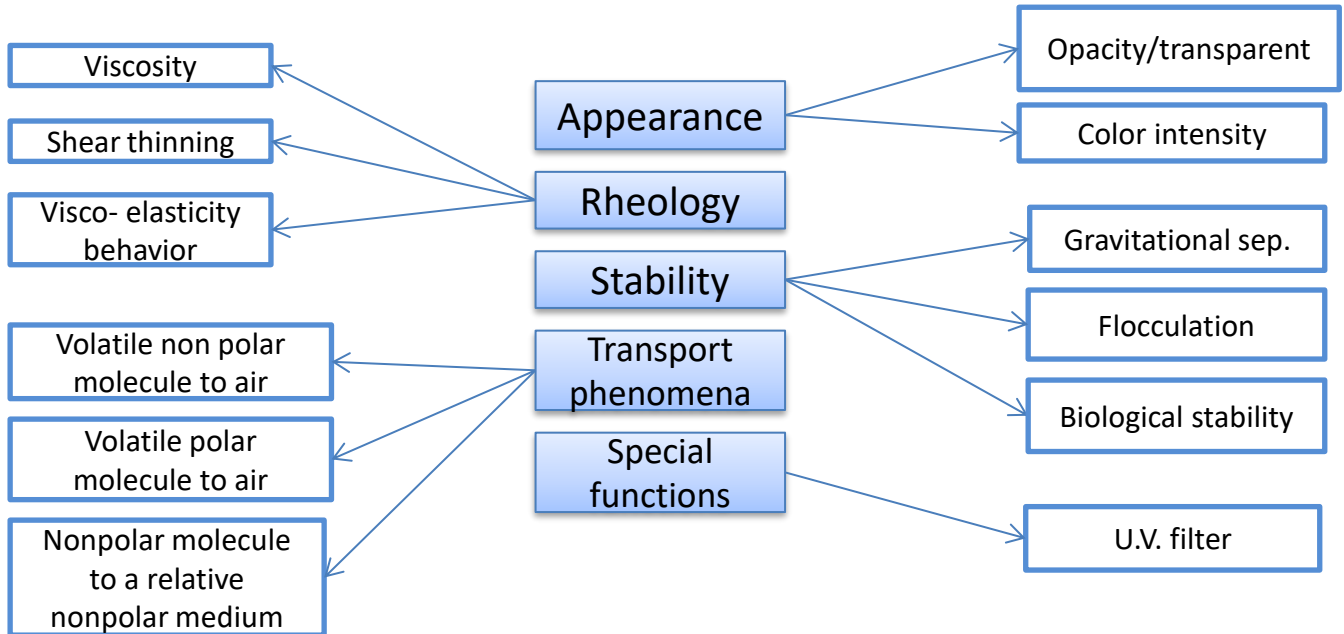 Viscosity
Shear thinning
Visco- elasticity
behavior
Volatile non polar
molecule to air
Volatile polar
molecule to air
Nonpolar molecule
to a relative
nonpolar medium
Appearance
Rheology
Stability
Transport
phenomena
Special
functions
Opacity/transparent
Color intensity
Gravitational sep.
Flocculation
Biological stability
U.V. filter